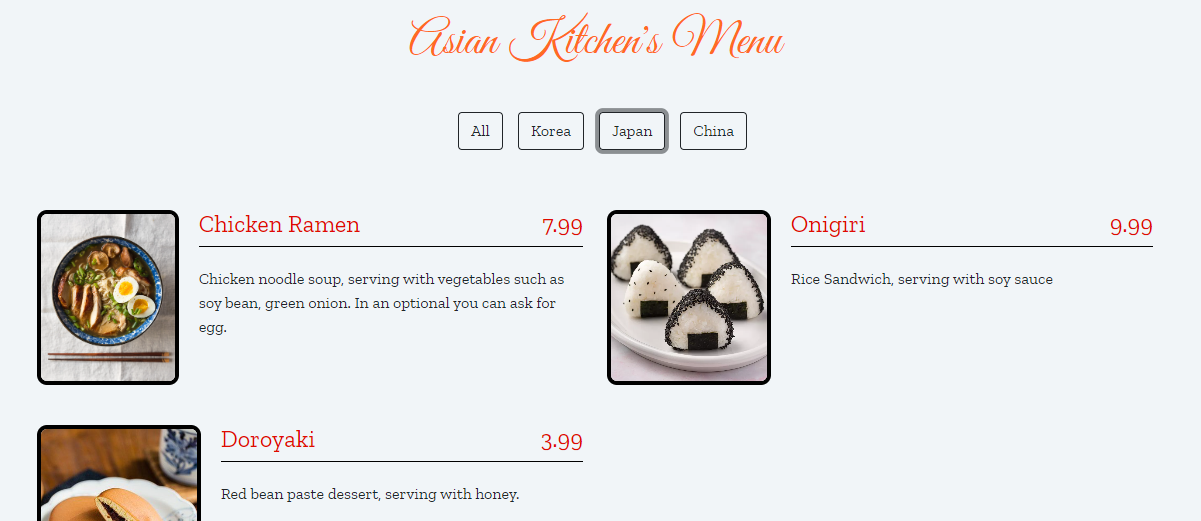 Asian Kitchen's Menu
All Korea Japan China
Chicken Ramen 7.99
Chicken noodle soup, serving with vegetables such as
soy bean, green onion. In an optional you can ask for
egg.
Onigiri 9.99
Rice Sandwich, serving with soy sauce
Doroyaki 3.99
Red bean paste dessert, serving with honey.